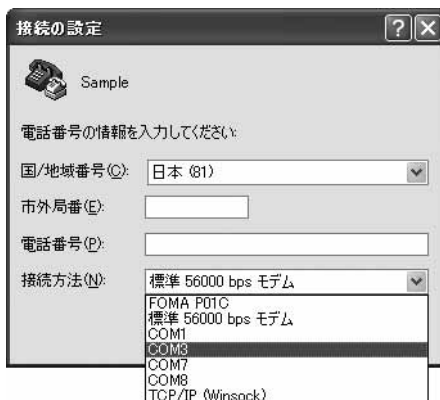 接続の設定
Sample
電話番号の情報を入力してください:
国/地域番号(C): 日本 (81)
市外局番(E):
電話番号(P):
接続方法(N): 標準 56000 bps モデム
FOMA P01C
標準 56000 bps モデム
COM1
COM3
COM7
COM8
TCP/IP (Winsock)